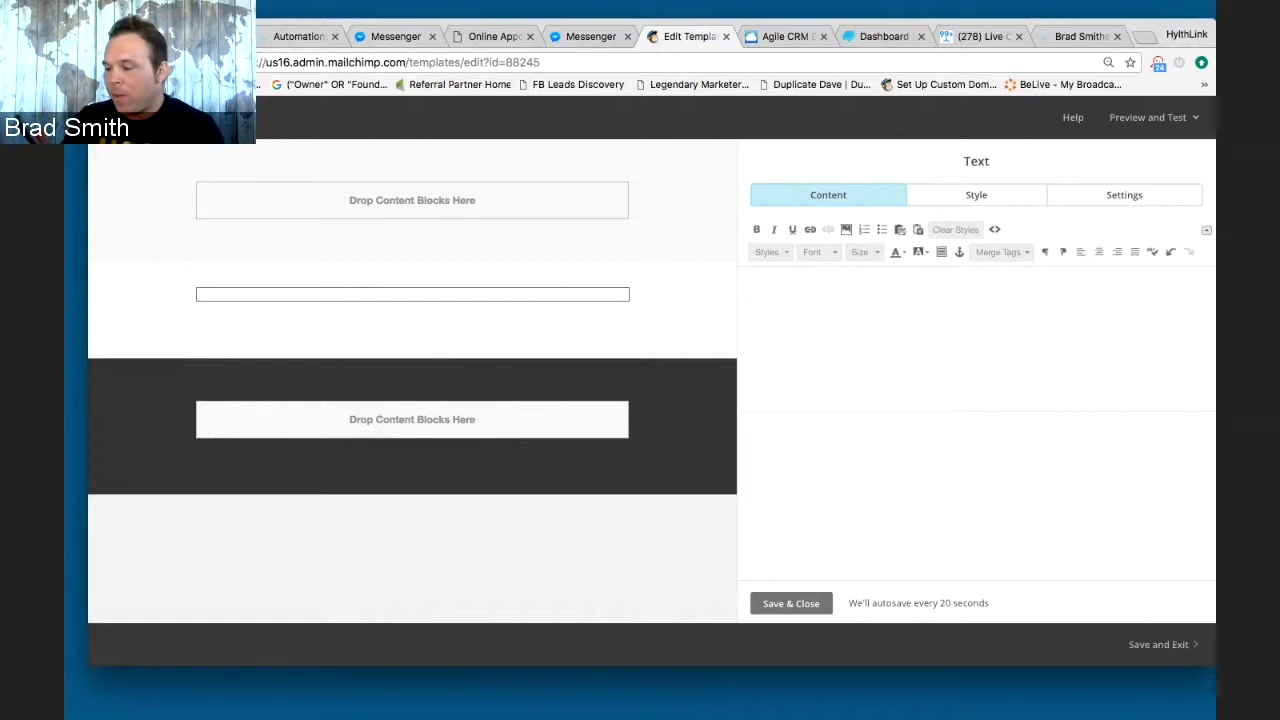 Automation
Messenger
Online Appo
Messenger
Edit Templa
Agile CRM
Dashboard
99+
(278) Live C
Brad Smith
HylthLink
://us16.admin.mailchimp.com/templates/edit?id=88245
24
("Owner" OR "Found...
Referral Partner Home
FB Leads Discovery
Legendary Marketer...
Duplicate Dave | Du...
Set Up Custom Dom...
BeLive - My Broadca...
»
Brad Smith
Help
Preview and Test
Text
Content
Style
Settings
Drop Content Blocks Here
B I U
Clear Styles
Styles
Font
Size
A
A
Merge Tags
Drop Content Blocks Here
Save & Close
We'll autosave every 20 seconds
Save and Exit